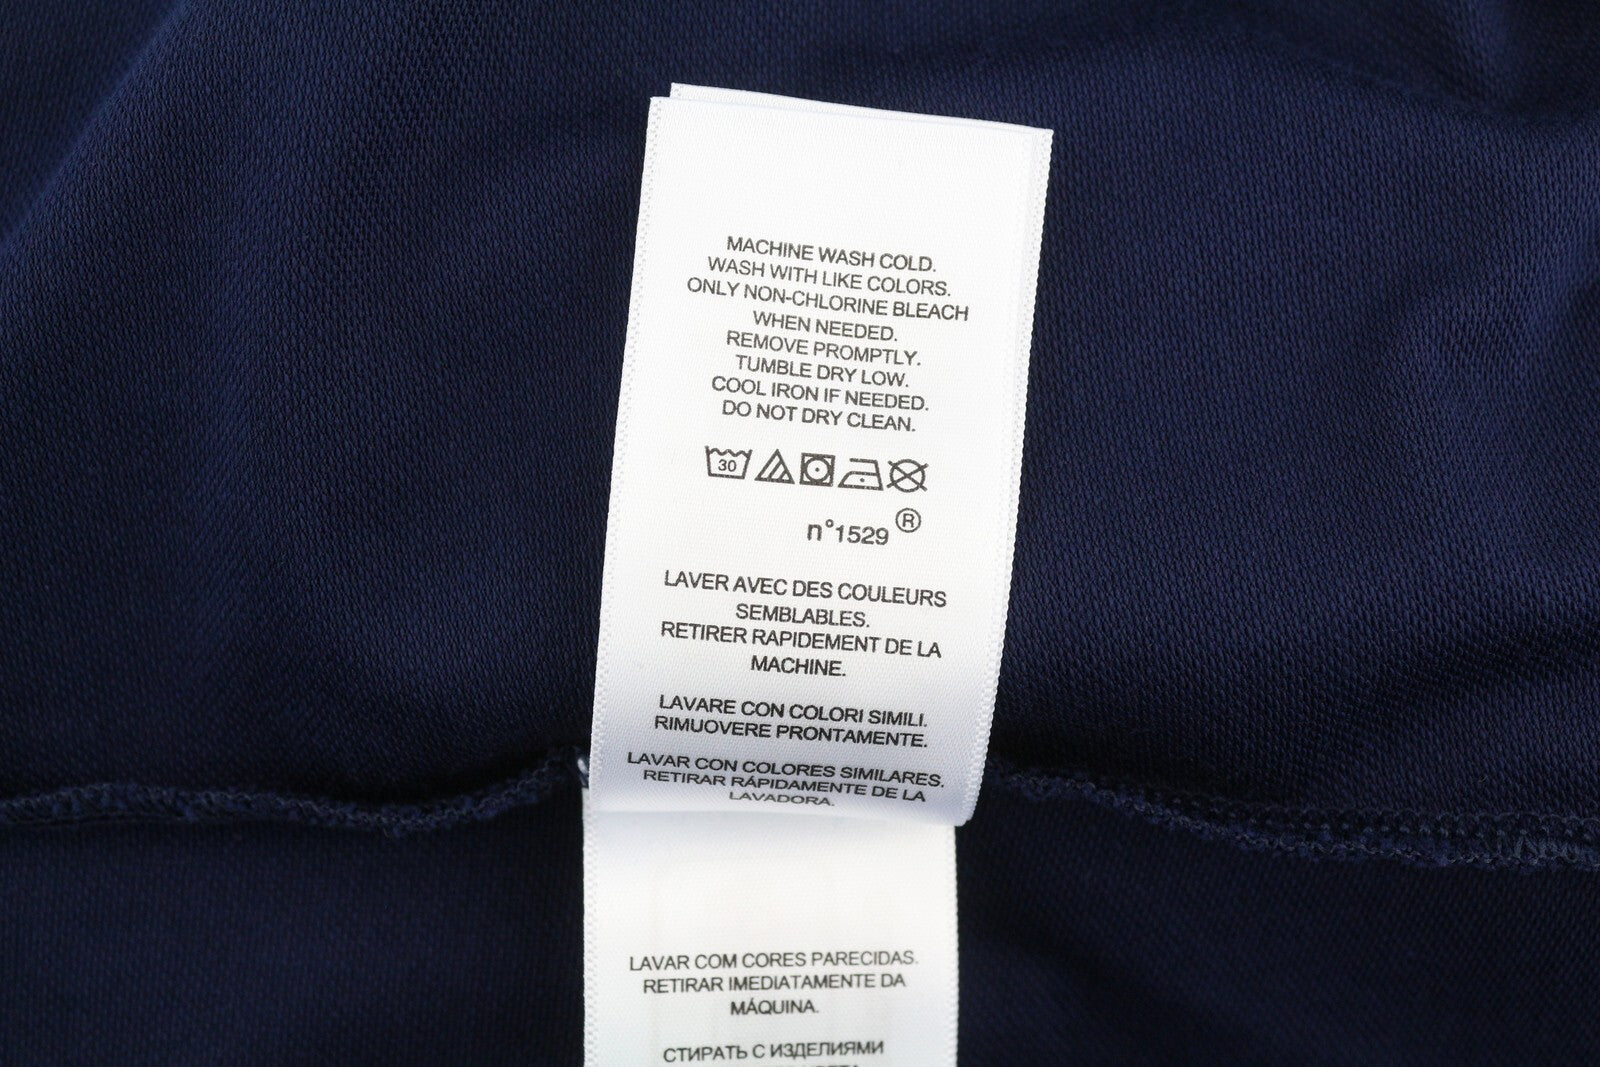 MACHINE WASH COLD.
WASH WITH LIKE COLORS.
ONLY NON-CHLORINE BLEACH
WHEN NEEDED.
REMOVE PROMPTLY.
TUMBLE DRY LOW.
COOL IRON IF NEEDED.
DO NOT DRY CLEAN.
30
n°1529 ®
LAVER AVEC DES COULEURS
SEMBLABLES.
RETIRER RAPIDEMENT DE LA
MACHINE.
LAVARE CON COLORI SIMILI.
RIMUOVERE PRONTAMENTE.
LAVAR CON COLORES SIMILARES.
RETIRAR RÁPIDAMENTE DE LA
LAVADORA.
LAVAR COM CORES PARECIDAS.
RETIRAR IMEDIATAMENTE DA
MÁQUINA.
СТИРАТЬ С ИЗДЕЛИЯМИ